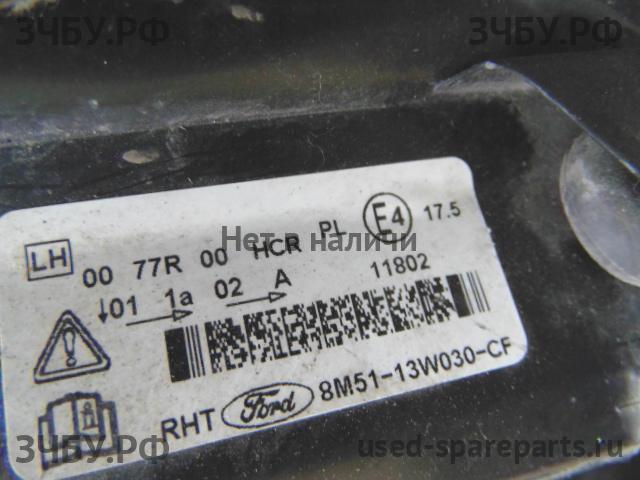 ЗЧБУ.РФ
ЗЧБУ.РФ
LH
00 77R 00 HCR PL E4 17.5
Нет в наличи
↓01 1a 02 A
11802
RHT Ford 8M51-13W030-CF
ЗЧБУ.РФ
used-spareparts.ru